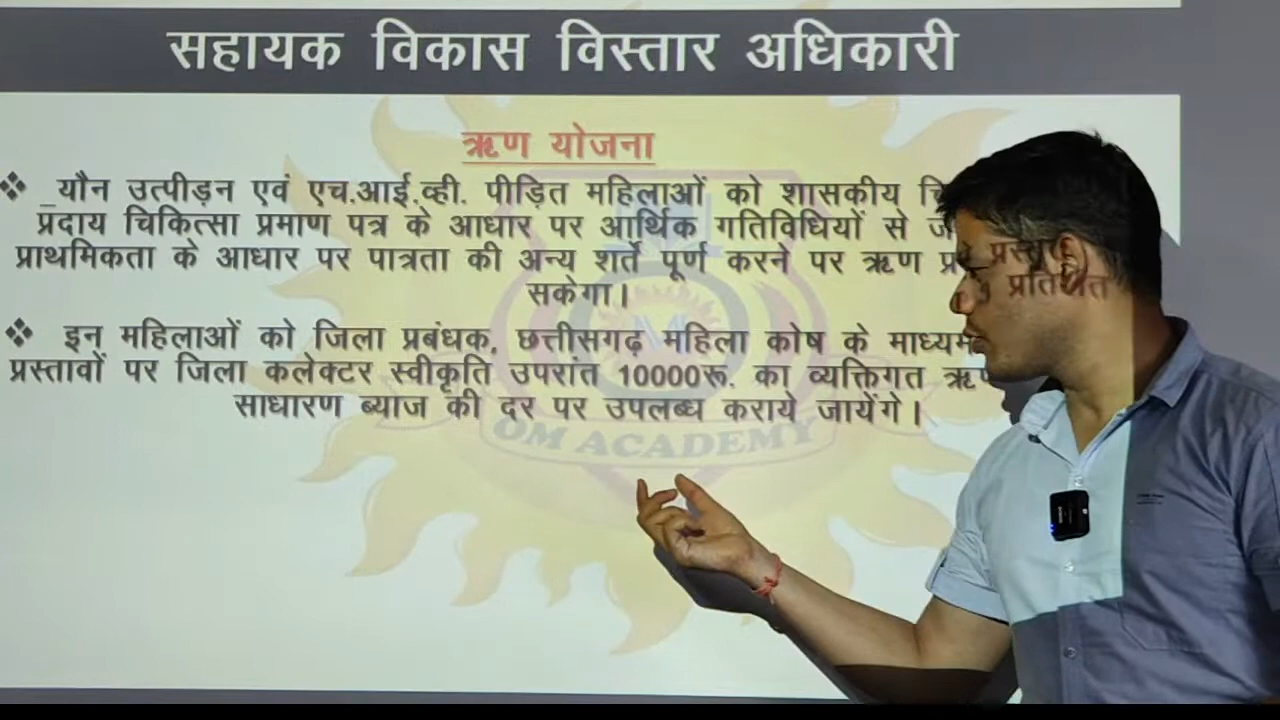 सहायक विकास विस्तार अधिकारी
ऋण योजना
❖ यौन उत्पीड़न एवं एच.आई.व्ही. पीड़ित महिलाओं को शासकीय
प्रदाय चिकित्सा प्रमाण पत्र के आधार पर आर्थिक गतिविधियों से
प्राथमिकता के आधार पर पात्रता की अन्य शर्ते पूर्ण करने पर ऋण
सकेगा।
❖ इन महिलाओं को जिला प्रबंधक, छत्तीसगढ़ महिला कोष के माध्यम
प्रस्तावों पर जिला कलेक्टर स्वीकृति उपरांत 10000रू. का व्यक्तिगत
साधारण ब्याज की दर पर उपलब्ध कराये जायेंगे।
OM ACADEMY